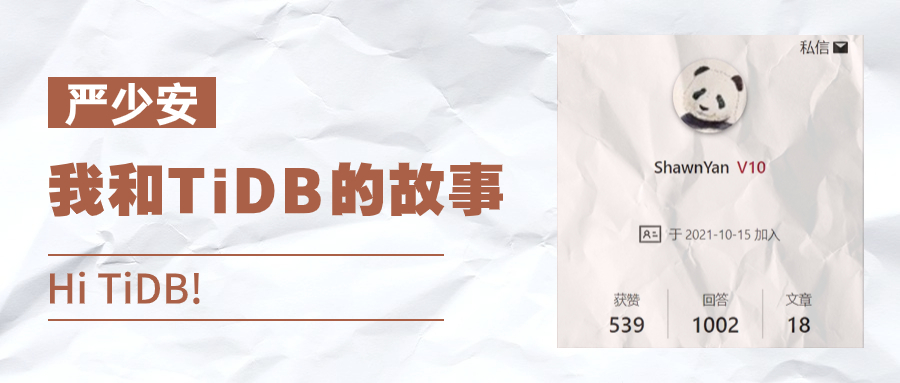 严少安
我和TiDB的故事
Hi TiDB!
私信
ShawnYan V10
于 2021-10-15 加入
获赞 回答 文章
539 1002 18